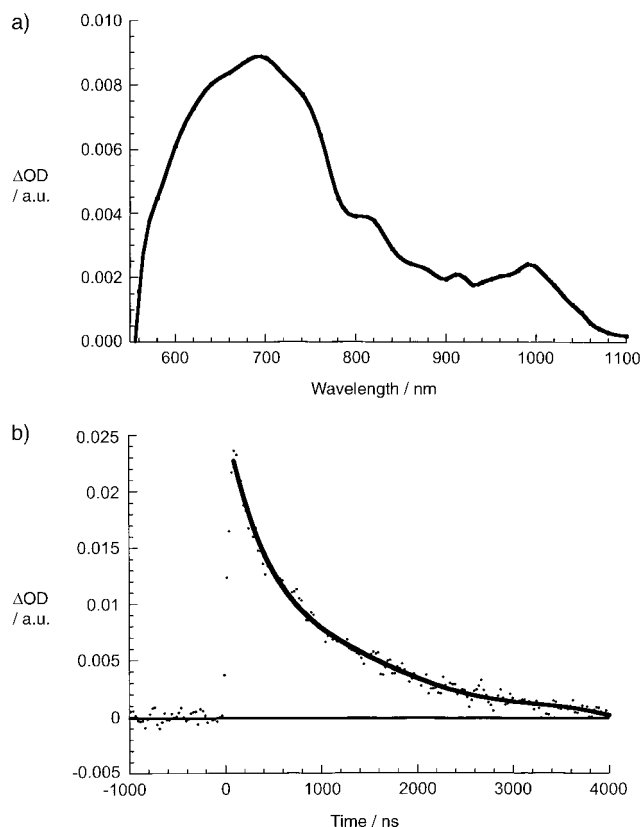 a)
0.010
0.008
0.006
0.004
0.002
0.000
ΔOD
/ a.u.
600 700 800 900 1000 1100
Wavelength / nm
b)
0.025
0.02
0.015
0.01
0.005
0
-0.005
ΔOD
/ a.u.
-1000 0 1000 2000 3000 4000
Time / ns